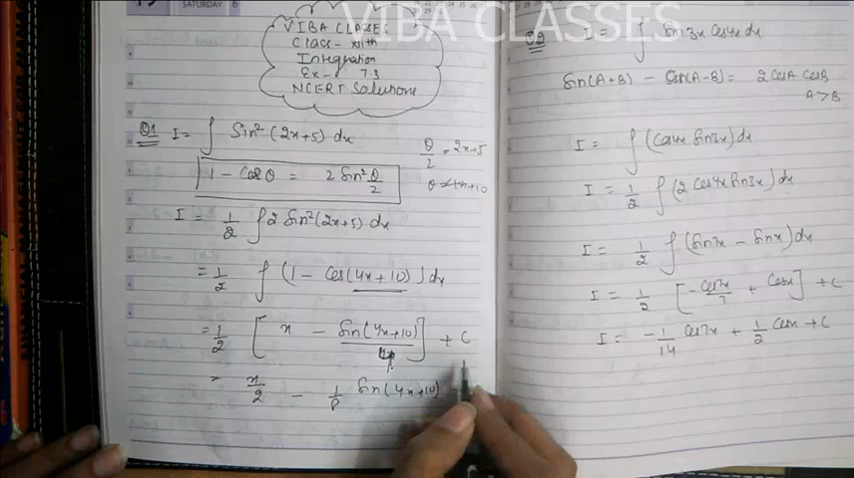 SATURDAY 6
VIBA CLASSES
VIBA CLASSES
Class - XIIth
Integration
Ex- 7.3
NCERT Solutions
Q1 I = ∫ Sin² (2x+5) dx
θ/2 = 2x+5
1 - Cosθ = 2 Sin² θ/2
θ = 4x+10
I = 1/2 ∫ 2 Sin² (2x+5) dx
= 1/2 ∫ (1 - Cos(4x+10)) dx
= 1/2 [ x - Sin(4x+10)/4 ] + C
= x/2 - 1/8 Sin(4x+10)
Q2 I = ∫ Sin 3x Cos4x dx
Sin(A+B) - Sin(A-B) = 2 CosA SinB
A > B
I = ∫ (Cos4x Sin3x) dx
I = 1/2 ∫ (2 Cos4x Sin3x) dx
I = 1/2 ∫ (Sin7x - Sinx) dx
I = 1/2 [ -Cos7x/7 + Cosx ] + C
I = -1/14 Cos7x + 1/2 Cosx + C